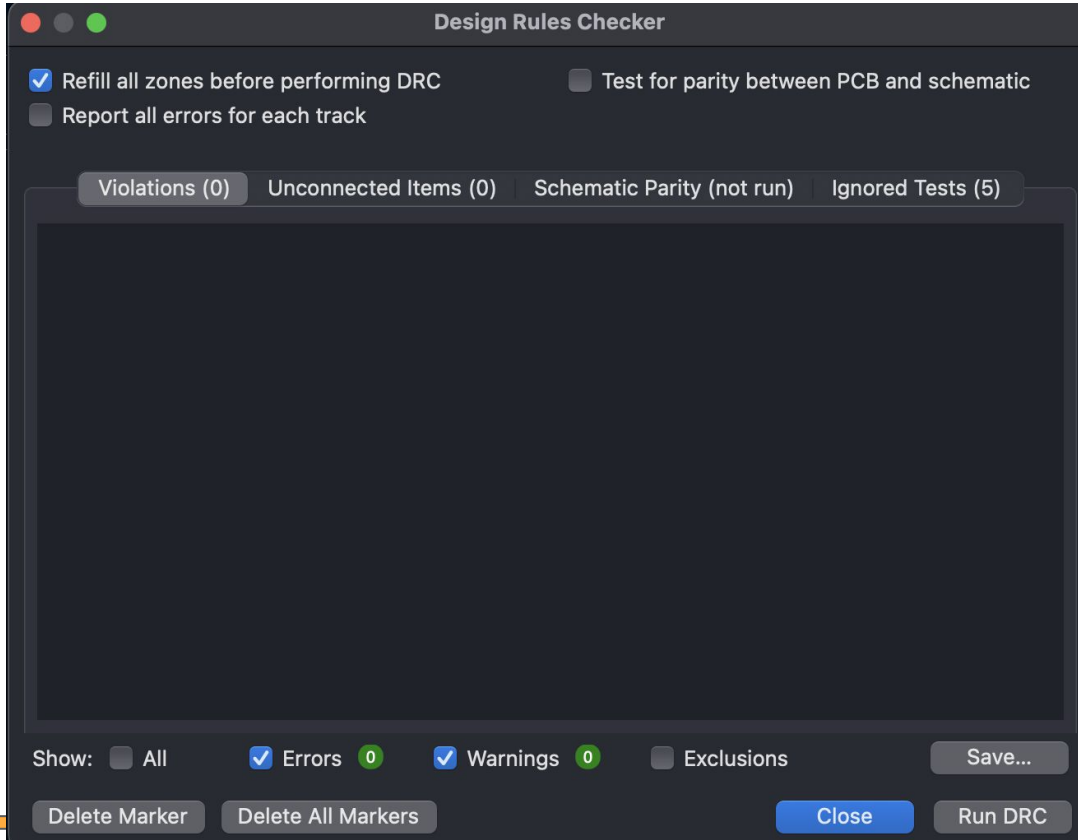 Design Rules Checker
Refill all zones before performing DRC
Test for parity between PCB and schematic
Report all errors for each track
Violations (0) Unconnected Items (0) Schematic Parity (not run) Ignored Tests (5)
Show: All Errors 0 Warnings 0 Exclusions Save...
Delete Marker Delete All Markers Close Run DRC